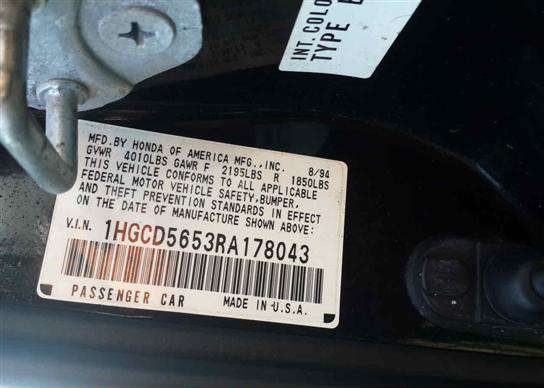 INT. COLO
TYPE
MFD. BY HONDA OF AMERICA MFG., INC. 8/94
GVWR 4010LBS GAWR F 2195LBS R 1850LBS
THIS VEHICLE CONFORMS TO ALL APPLICABLE
FEDERAL MOTOR VEHICLE SAFETY, BUMPER,
AND THEFT PREVENTION STANDARDS IN EFFECT
ON THE DATE OF MANUFACTURE SHOWN ABOVE:
V.I.N. 1HGCD5653RA178043
PASSENGER CAR MADE IN U.S.A.